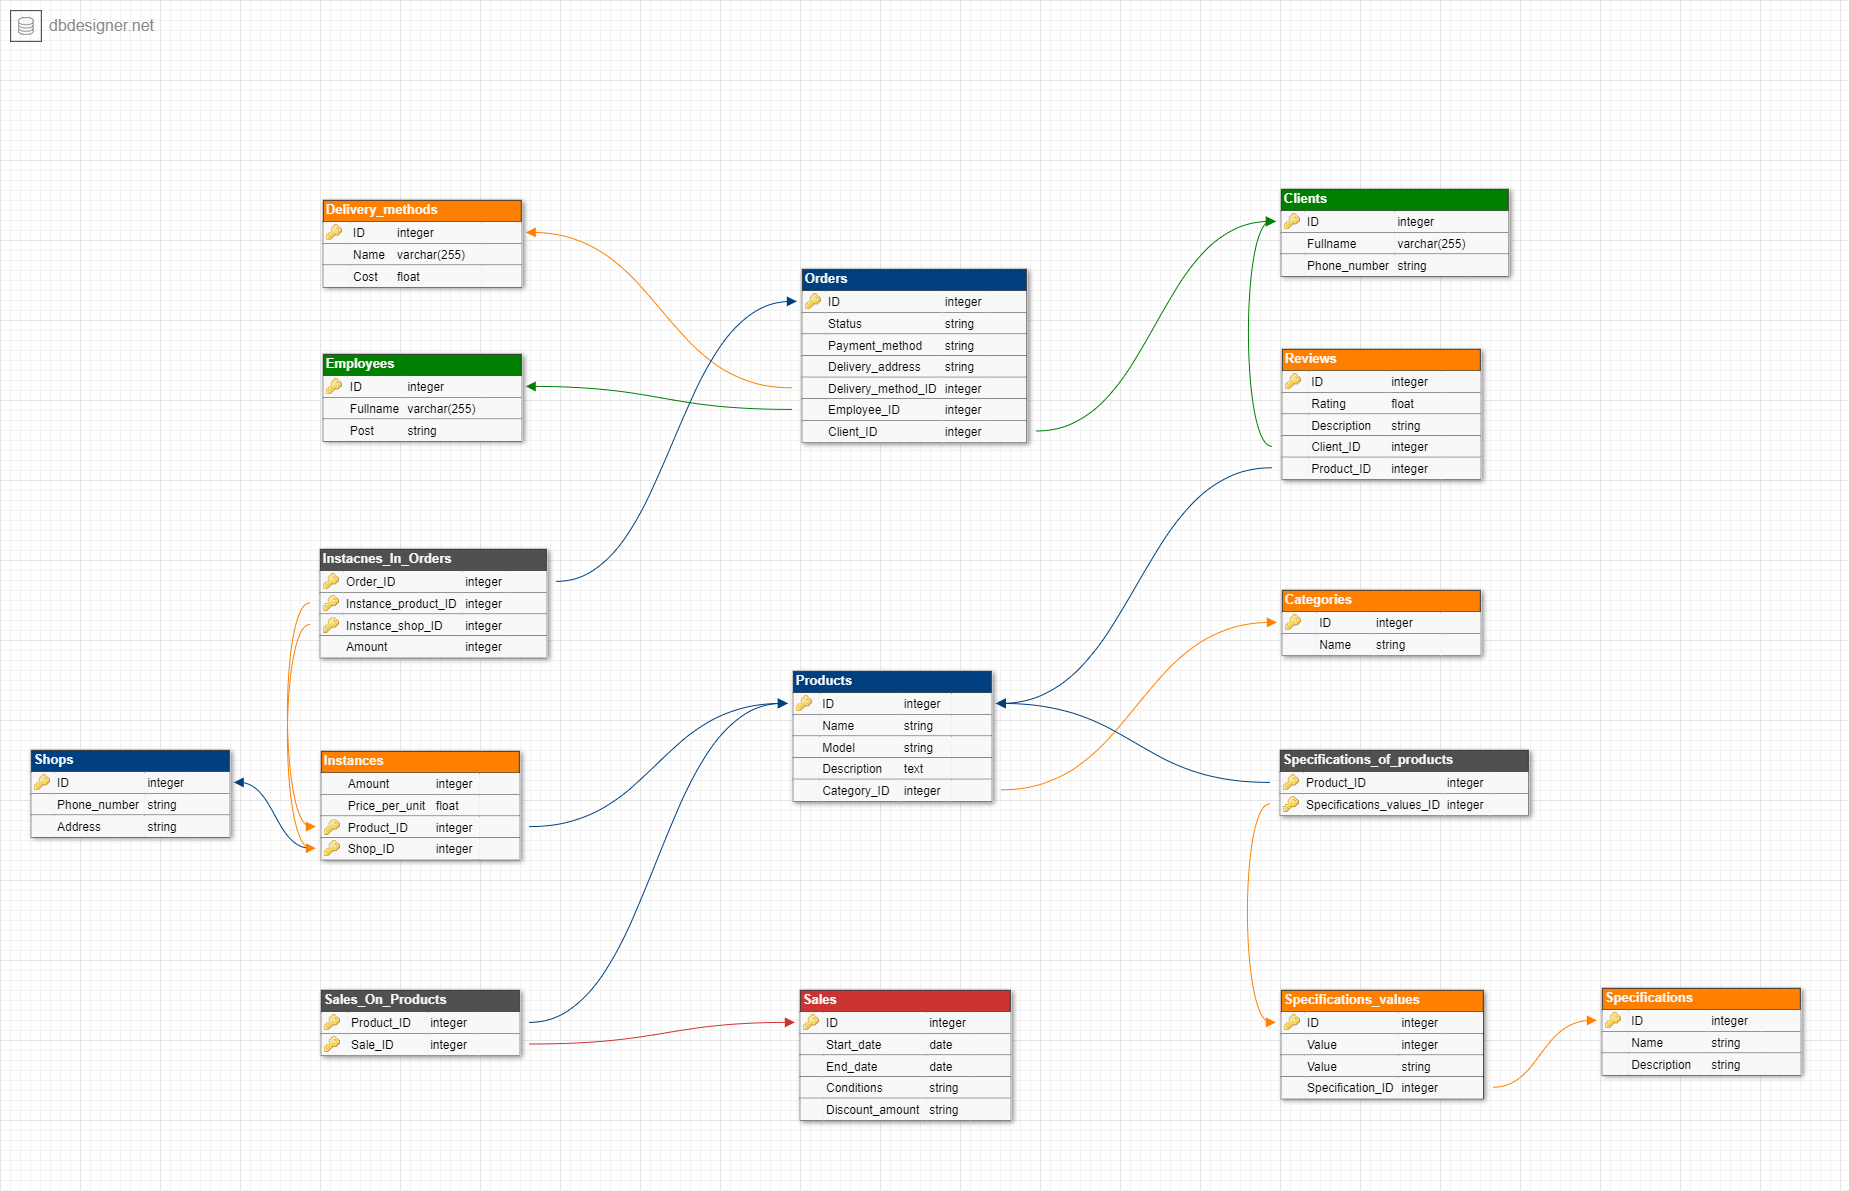 dbdesigner.net
Delivery_methods
ID integer
Name varchar(255)
Cost float
Employees
ID integer
Fullname varchar(255)
Post string
Orders
ID integer
Status string
Payment_method string
Delivery_address string
Delivery_method_ID integer
Employee_ID integer
Client_ID integer
Clients
ID integer
Fullname varchar(255)
Phone_number string
Reviews
ID integer
Rating float
Description string
Client_ID integer
Product_ID integer
Instacnes_In_Orders
Order_ID integer
Instance_product_ID integer
Instance_shop_ID integer
Amount integer
Categories
ID integer
Name string
Products
ID integer
Name string
Model string
Description text
Category_ID integer
Shops
ID integer
Phone_number string
Address string
Instances
Amount integer
Price_per_unit float
Product_ID integer
Shop_ID integer
Specifications_of_products
Product_ID integer
Specifications_values_ID integer
Sales_On_Products
Product_ID integer
Sale_ID integer
Sales
ID integer
Start_date date
End_date date
Conditions string
Discount_amount string
Specifications_values
ID integer
Value integer
Value string
Specification_ID integer
Specifications
ID integer
Name string
Description string